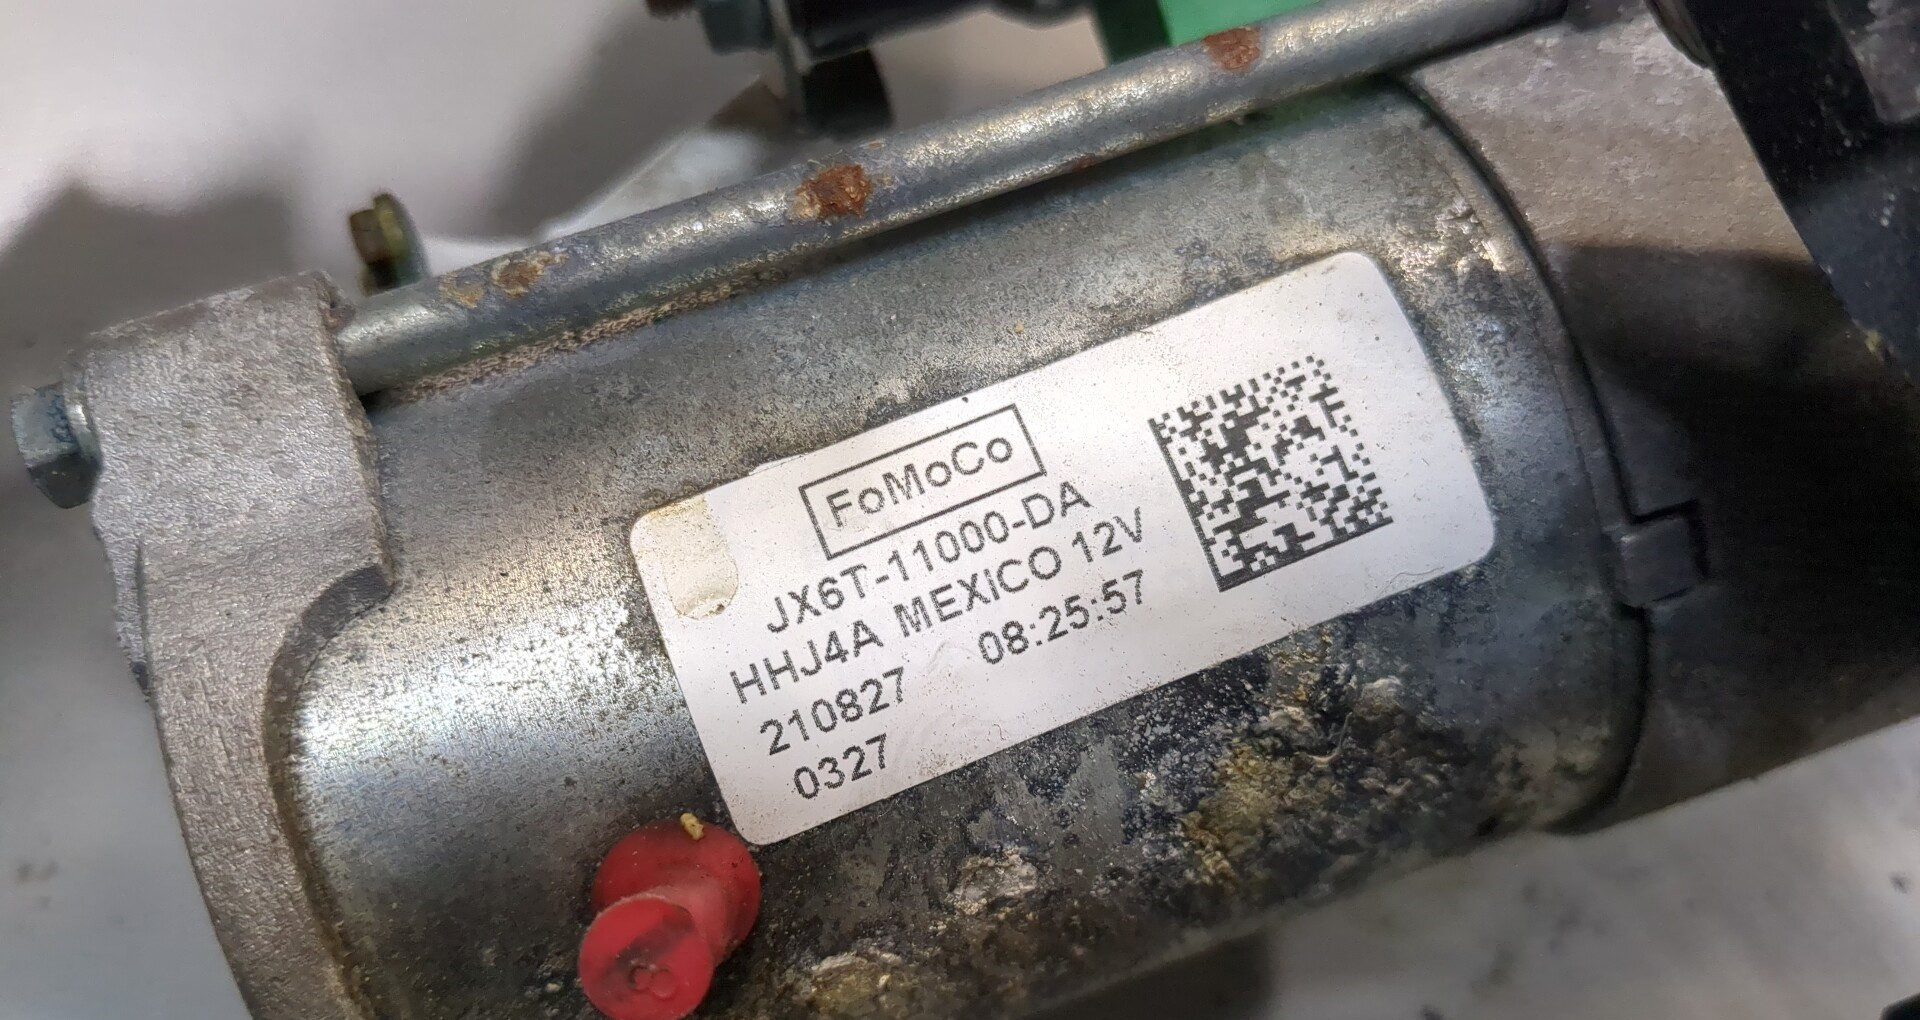 FoMoCo
JX6T-11000-DA
HHJ4A MEXICO 12V
210827 08:25:57
0327